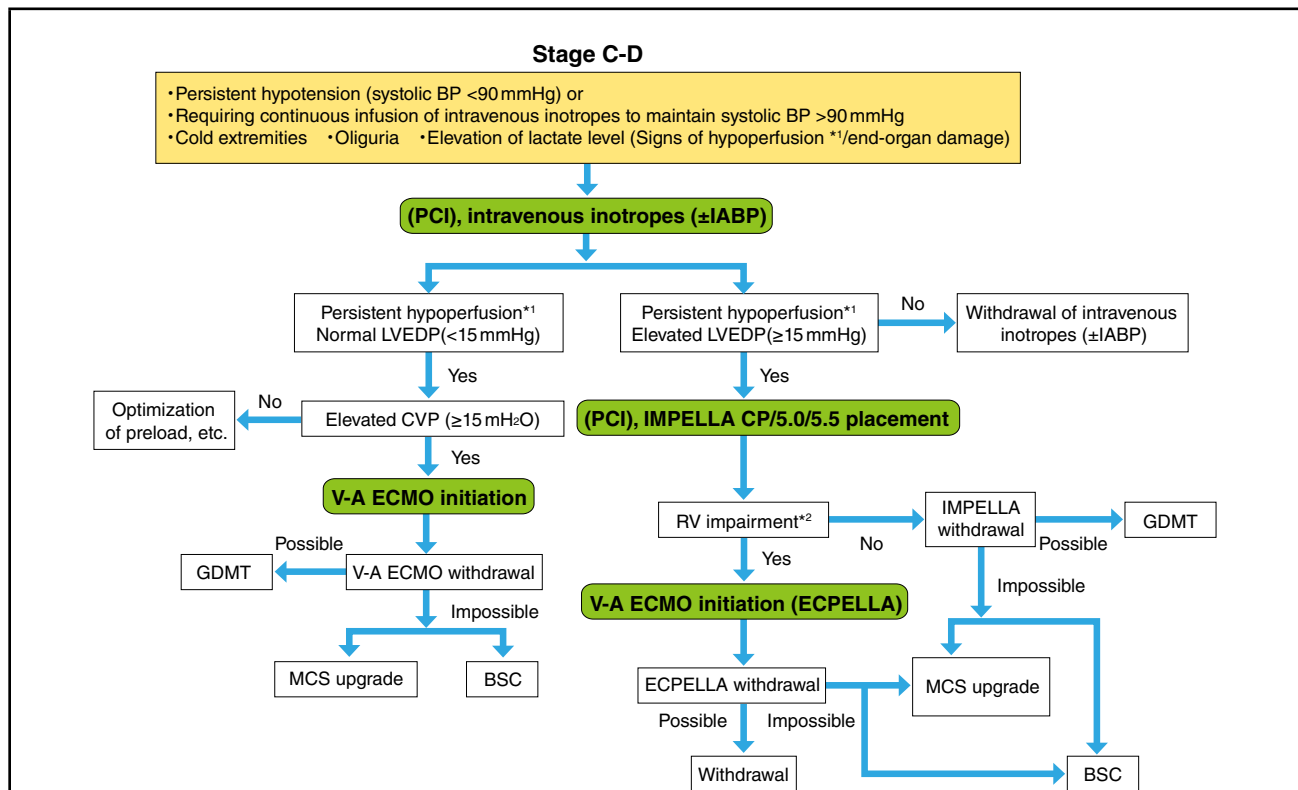 Stage C-D
・Persistent hypotension (systolic BP <90 mmHg) or
・Requiring continuous infusion of intravenous inotropes to maintain systolic BP >90 mmHg
・Cold extremities ・Oliguria ・Elevation of lactate level (Signs of hypoperfusion *1/end-organ damage)
(PCI), intravenous inotropes (±IABP)
Persistent hypoperfusion*1
Normal LVEDP(<15 mmHg)
Persistent hypoperfusion*1
Elevated LVEDP(≥15 mmHg)
No
Withdrawal of intravenous
inotropes (±IABP)
Yes
Yes
Optimization
of preload, etc.
No
Elevated CVP (≥15 mH2O)
(PCI), IMPELLA CP/5.0/5.5 placement
Yes
V-A ECMO initiation
RV impairment*2
No
IMPELLA
withdrawal
Possible
GDMT
GDMT
Possible
V-A ECMO withdrawal
Yes
Impossible
Impossible
V-A ECMO initiation (ECPELLA)
MCS upgrade
BSC
ECPELLA withdrawal
MCS upgrade
Possible
Impossible
Withdrawal
BSC